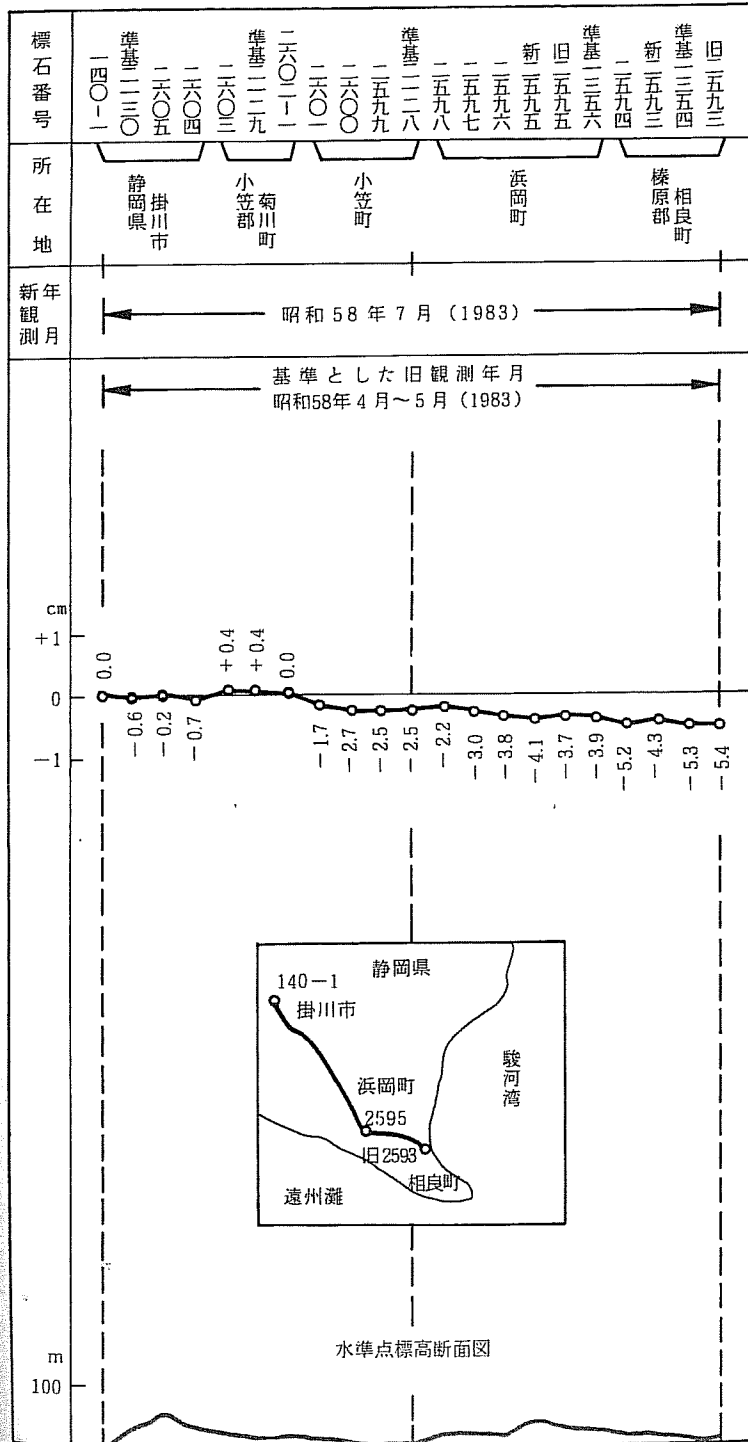 標石番号
一四〇-一
準基二一三〇
二六〇五
二六〇四
二六〇三
準基二一二九
二六〇二-一
二六〇一
二六〇〇
二五九九
準基二一二八
二五九八
二五九七
二五九六
新二五九五
旧二五九五
準基一三五六
二五九四
新二五九三
準基一三五四
旧二五九三
所在地
静岡県
掛川市
小笠郡
菊川町
小笠町
浜岡町
榛原郡
相良町
新観測
年月
昭和58年7月(1983)
基準とした旧観測年月
昭和58年4月〜5月(1983)
cm
+1
0
-1
0.0
-0.6
-0.2
-0.7
+0.4
+0.4
0.0
-1.7
-2.7
-2.5
-2.5
-2.2
-3.0
-3.8
-4.1
-3.7
-3.9
-5.2
-4.3
-5.3
-5.4
静岡県
140-1
掛川市
駿河湾
浜岡町
2595
旧2593
相良町
遠州灘
水準点標高断面図
m
100